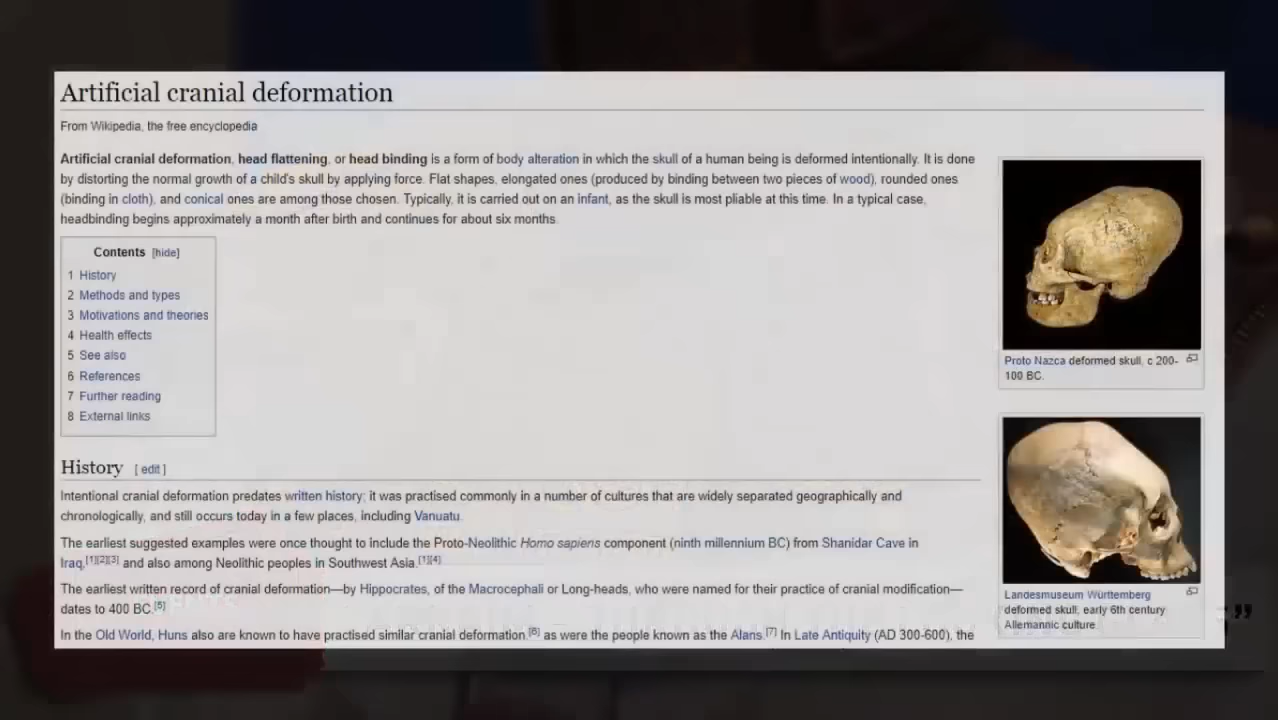 Artificial cranial deformation
From Wikipedia, the free encyclopedia
Artificial cranial deformation, head flattening, or head binding is a form of body alteration in which the skull of a human being is deformed intentionally. It is done
by distorting the normal growth of a child's skull by applying force. Flat shapes, elongated ones (produced by binding between two pieces of wood), rounded ones
(binding in cloth), and conical ones are among those chosen. Typically, it is carried out on an infant, as the skull is most pliable at this time. In a typical case,
headbinding begins approximately a month after birth and continues for about six months.
Contents [hide]
1 History
2 Methods and types
3 Motivations and theories
4 Health effects
5 See also
6 References
7 Further reading
8 External links
Proto Nazca deformed skull, c 200-
100 BC.
History [ edit ]
Intentional cranial deformation predates written history; it was practised commonly in a number of cultures that are widely separated geographically and
chronologically, and still occurs today in a few places, including Vanuatu.
The earliest suggested examples were once thought to include the Proto-Neolithic Homo sapiens component (ninth millennium BC) from Shanidar Cave in
Iraq,[1][2][3] and also among Neolithic peoples in Southwest Asia.[1][4]
The earliest written record of cranial deformation—by Hippocrates, of the Macrocephali or Long-heads, who were named for their practice of cranial modification—
dates to 400 BC.[5]
In the Old World, Huns also are known to have practised similar cranial deformation.[6] as were the people known as the Alans.[7] In Late Antiquity (AD 300-600), the
Landesmuseum Württemberg
deformed skull, early 6th century
Allemannic culture.